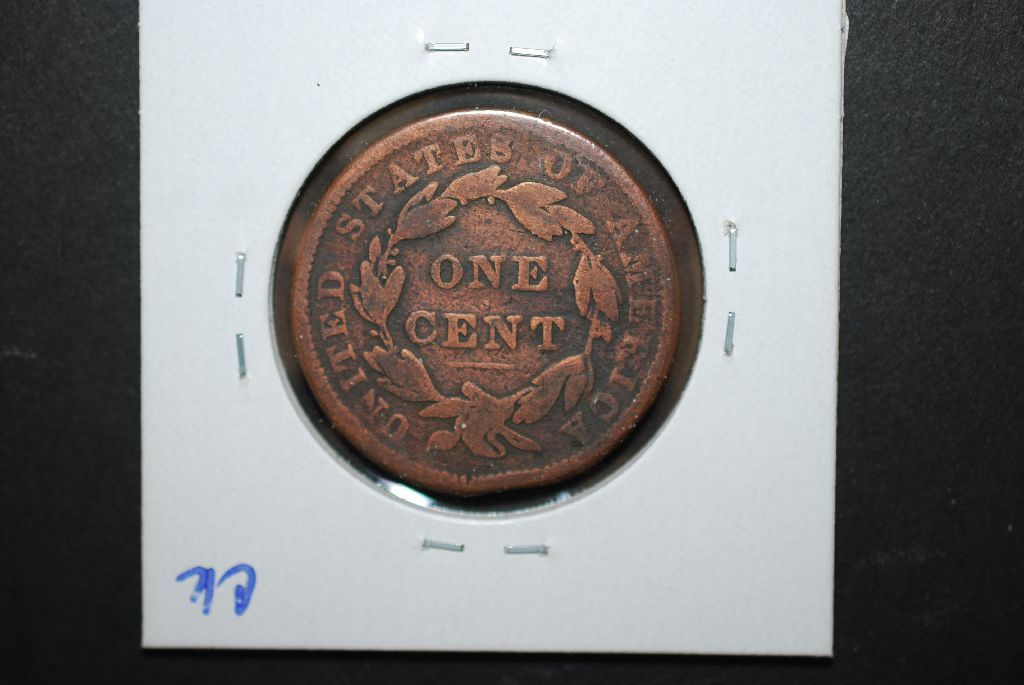 UNITED STATES OF AMERICA
ONE
CENT